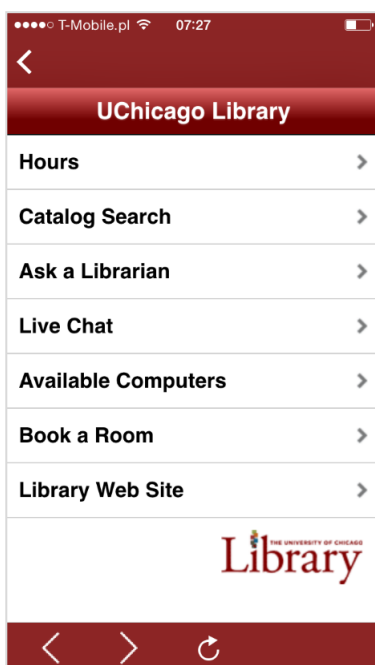 T-Mobile.pl 07:27
UChicago Library
Hours
Catalog Search
Ask a Librarian
Live Chat
Available Computers
Book a Room
Library Web Site
THE UNIVERSITY OF CHICAGO
Library